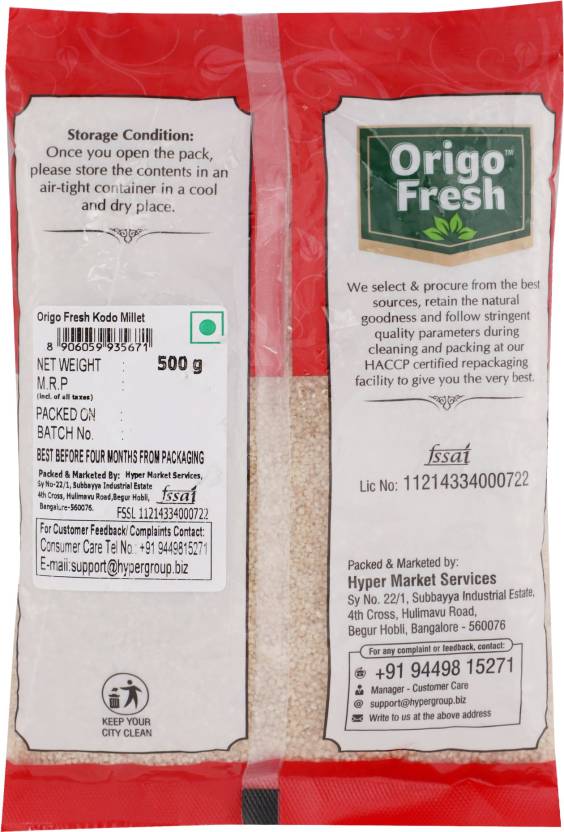 Storage Condition:
Once you open the pack,
please store the contents in an
air-tight container in a cool
and dry place.
Origo Fresh Kodo Millet
8 906059 935671
NET WEIGHT : 500 g
M.R.P :
(incl. of all taxes)
PACKED ON :
BATCH No. :
BEST BEFORE FOUR MONTHS FROM PACKAGING
Packed & Marketed By: Hyper Market Services,
Sy No-22/1, Subbayya Industrial Estate
4th Cross, Hulimavu Road,Begur Hobli,
Bangalure-560076.
fssai
FSSL 11214334000722
For Customer Feedback/ Complaints Contact:
Consumer Care Tel No.: +91 9449815271
E-mail:support@hypergroup.biz
KEEP YOUR
CITY CLEAN
Origo™
Fresh
We select & procure from the best
sources, retain the natural
goodness and follow stringent
quality parameters during
cleaning and packing at our
HACCP certified repackaging
facility to give you the very best.
fssai
Lic No: 11214334000722
Packed & Marketed by:
Hyper Market Services
Sy No. 22/1, Subbayya Industrial Estate,
4th Cross, Hulimavu Road,
Begur Hobli, Bangalore - 560076
For any complaint or feedback, contact:
+91 94498 15271
Manager - Customer Care
@ support@hypergroup.biz
Write to us at the above address